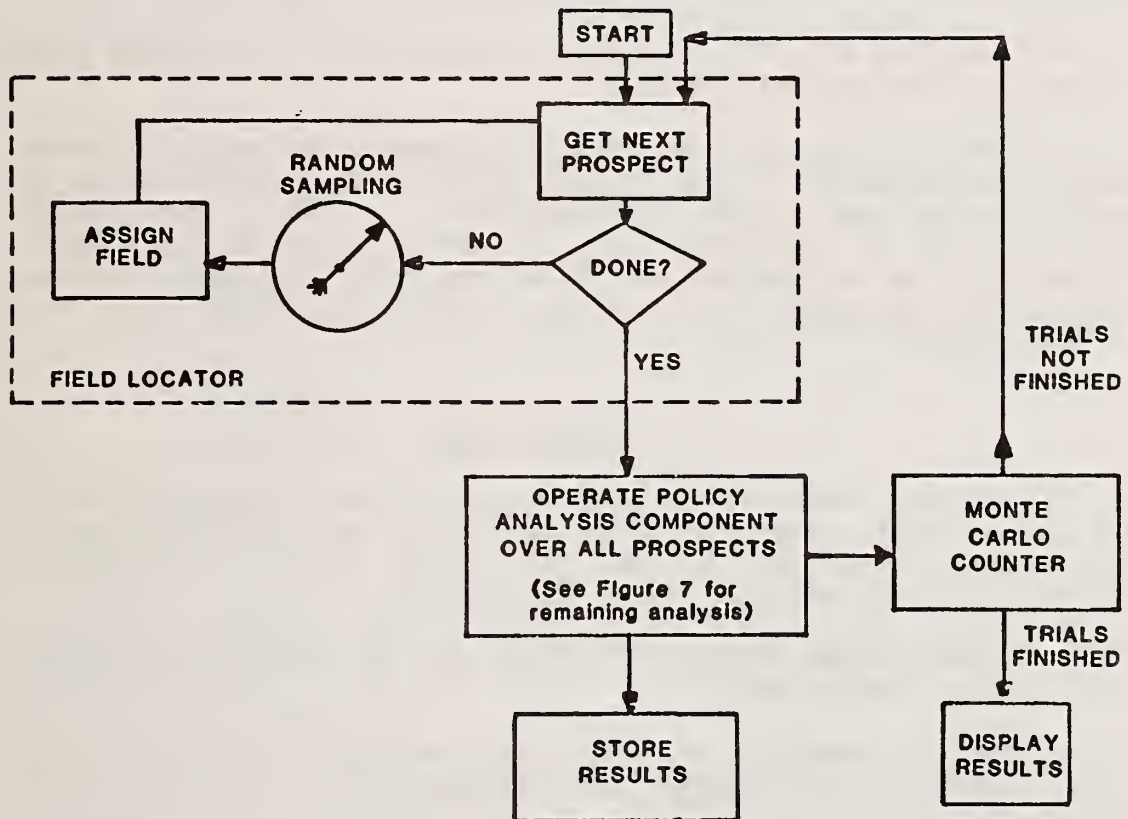 START
GET NEXT
PROSPECT
RANDOM
SAMPLING
ASSIGN
FIELD
NO
DONE?
YES
FIELD LOCATOR
TRIALS
NOT
FINISHED
OPERATE POLICY
ANALYSIS COMPONENT
OVER ALL PROSPECTS
(See Figure 7 for
remaining analysis)
MONTE
CARLO
COUNTER
TRIALS
FINISHED
STORE
RESULTS
DISPLAY
RESULTS